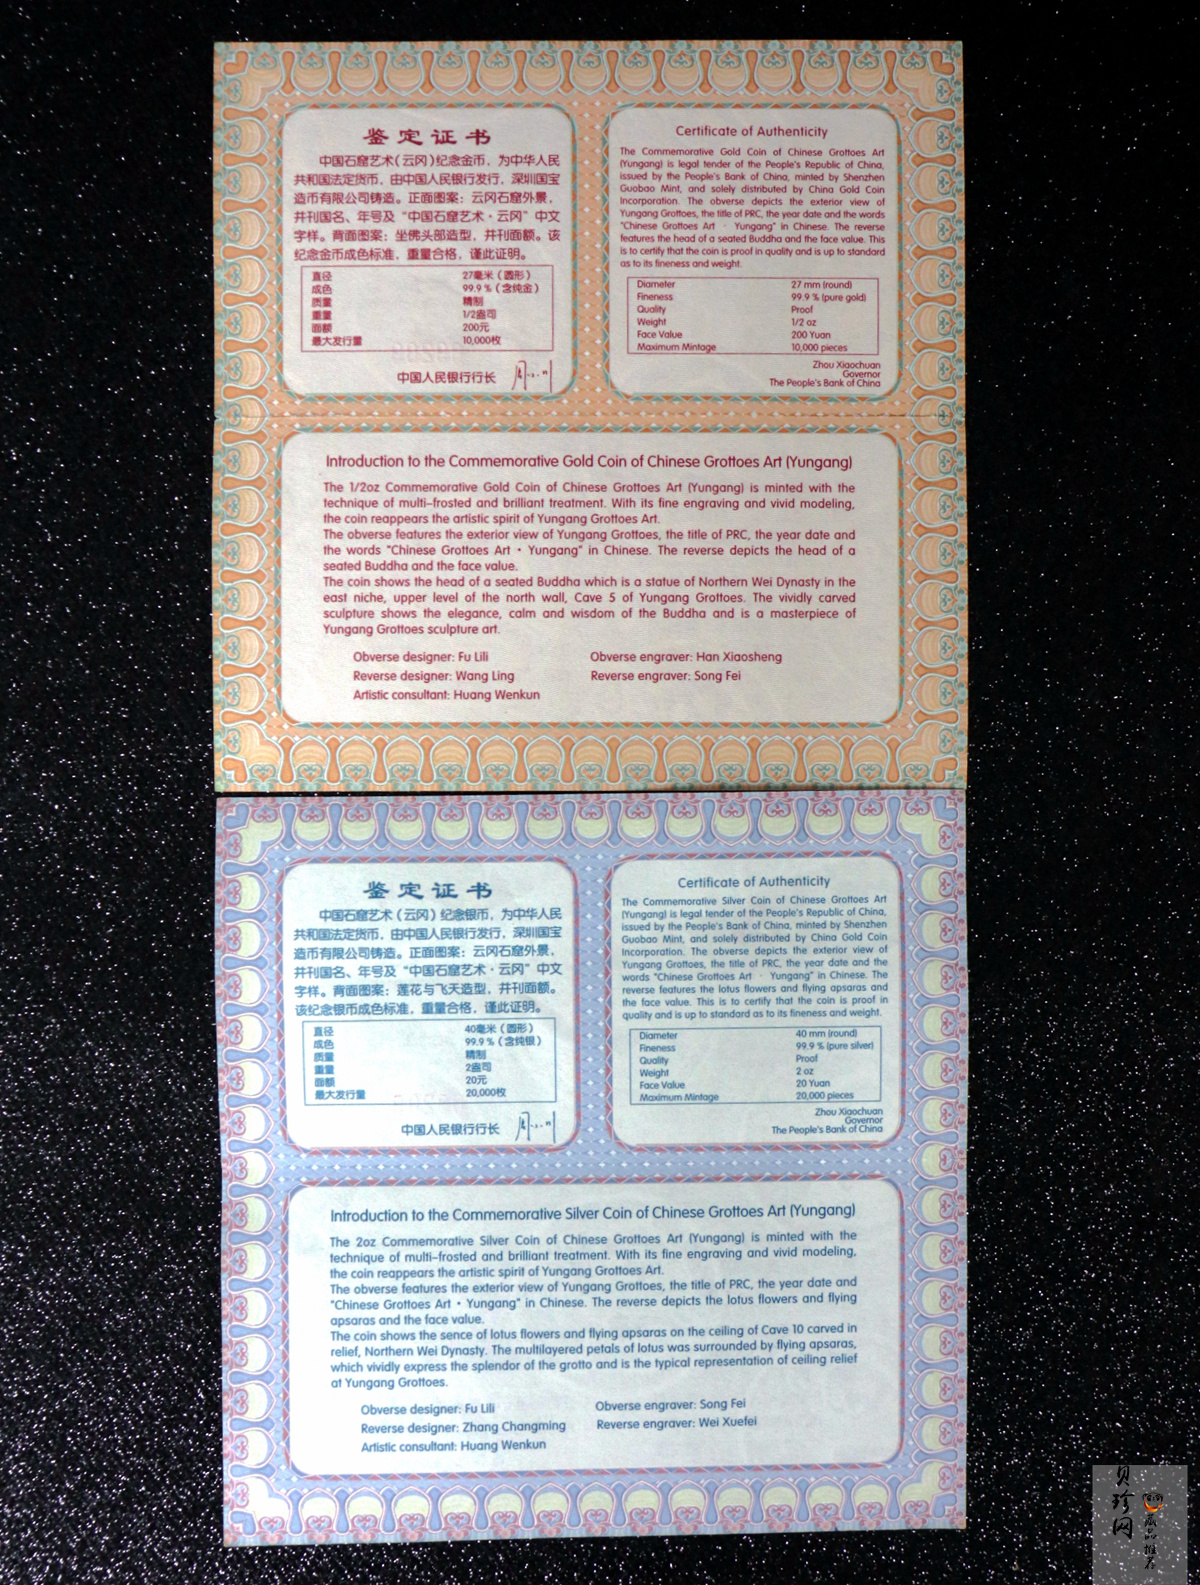 鉴定证书
中国石窟艺术（云冈）纪念金币，为中华人民
共和国法定货币，由中国人民银行发行，深圳国宝
造币有限公司铸造。正面图案：云冈石窟外景，
并刊国名、年号及“中国石窟艺术·云冈”中文
字样。背面图案：坐佛头部造型，并刊面额。该
纪念金币成色标准，重量合格，谨此证明。
直径 27毫米（圆形）
成色 99.9％（含纯金）
质量 精制
重量 1/2盎司
面额 200元
最大发行量 10,000枚
中国人民银行行长
Certificate of Authenticity
The Commemorative Gold Coin of Chinese Grottoes Art
(Yungang) is legal tender of the People's Republic of China,
issued by the People's Bank of China, minted by Shenzhen
Guobao Mint, and solely distributed by China Gold Coin
Incorporation. The obverse depicts the exterior view of
Yungang Grottoes, the title of PRC, the year date and the words
"Chinese Grottoes Art · Yungang" in Chinese. The reverse
features the head of a seated Buddha and the face value. This
is to certify that the coin is proof in quality and is up to standard
as to its fineness and weight.
Diameter 27 mm (round)
Fineness 99.9 % (pure gold)
Quality Proof
Weight 1/2 oz
Face Value 200 Yuan
Maximum Mintage 10,000 pieces
Zhou Xiaochuan
Governor
The People's Bank of China
Introduction to the Commemorative Gold Coin of Chinese Grottoes Art (Yungang)
The 1/2oz Commemorative Gold Coin of Chinese Grottoes Art (Yungang) is minted with the
technique of multi-frosted and brilliant treatment. With its fine engraving and vivid modeling,
the coin reappears the artistic spirit of Yungang Grottoes Art.
The obverse features the exterior view of Yungang Grottoes, the title of PRC, the year date and
the words "Chinese Grottoes Art • Yungang" in Chinese. The reverse depicts the head of a
seated Buddha and the face value.
The coin shows the head of a seated Buddha which is a statue of Northern Wei Dynasty in the
east niche, upper level of the north wall, Cave 5 of Yungang Grottoes. The vividly carved
sculpture shows the elegance, calm and wisdom of the Buddha and is a masterpiece of
Yungang Grottoes sculpture art.
Obverse designer: Fu Lili Obverse engraver: Han Xiaosheng
Reverse designer: Wang Ling Reverse engraver: Song Fei
Artistic consultant: Huang Wenkun
鉴定证书
中国石窟艺术（云冈）纪念银币，为中华人民
共和国法定货币，由中国人民银行发行，深圳国宝
造币有限公司铸造。正面图案：云冈石窟外景，
并刊国名、年号及“中国石窟艺术·云冈”中文
字样。背面图案：莲花与飞天造型，并刊面额。
该纪念银币成色标准，重量合格，谨此证明。
直径 40毫米（圆形）
成色 99.9％（含纯银）
质量 精制
重量 2盎司
面额 20元
最大发行量 20,000枚
中国人民银行行长
Certificate of Authenticity
The Commemorative Silver Coin of Chinese Grottoes Art
(Yungang) is legal tender of the People's Republic of China,
issued by the People's Bank of China, minted by Shenzhen
Guobao Mint, and solely distributed by China Gold Coin
Incorporation. The obverse depicts the exterior view of
Yungang Grottoes, the title of PRC, the year date and the
words "Chinese Grottoes Art · Yungang" in Chinese. The
reverse features the lotus flowers and flying apsaras and
the face value. This is to certify that the coin is proof in
quality and is up to standard as to its fineness and weight.
Diameter 40 mm (round)
Fineness 99.9 % (pure silver)
Quality Proof
Weight 2 oz
Face Value 20 Yuan
Maximum Mintage 20,000 pieces
Zhou Xiaochuan
Governor
The People's Bank of China
Introduction to the Commemorative Silver Coin of Chinese Grottoes Art (Yungang)
The 2oz Commemorative Silver Coin of Chinese Grottoes Art (Yungang) is minted with the
technique of multi-frosted and brilliant treatment. With its fine engraving and vivid modeling,
the coin reappears the artistic spirit of Yungang Grottoes Art.
The obverse features the exterior view of Yungang Grottoes, the title of PRC, the year date and
"Chinese Grottoes Art • Yungang" in Chinese. The reverse depicts the lotus flowers and flying
apsaras and the face value.
The coin shows the sence of lotus flowers and flying apsaras on the ceiling of Cave 10 carved in
relief, Northern Wei Dynasty. The multilayered petals of lotus was surrounded by flying apsaras,
which vividly express the splendor of the grotto and is the typical representation of ceiling relief
at Yungang Grottoes.
Obverse designer: Fu Lili Obverse engraver: Song Fei
Reverse designer: Zhang Changming Reverse engraver: Wei Xuefei
Artistic consultant: Huang Wenkun
贝珍网
藏品推荐